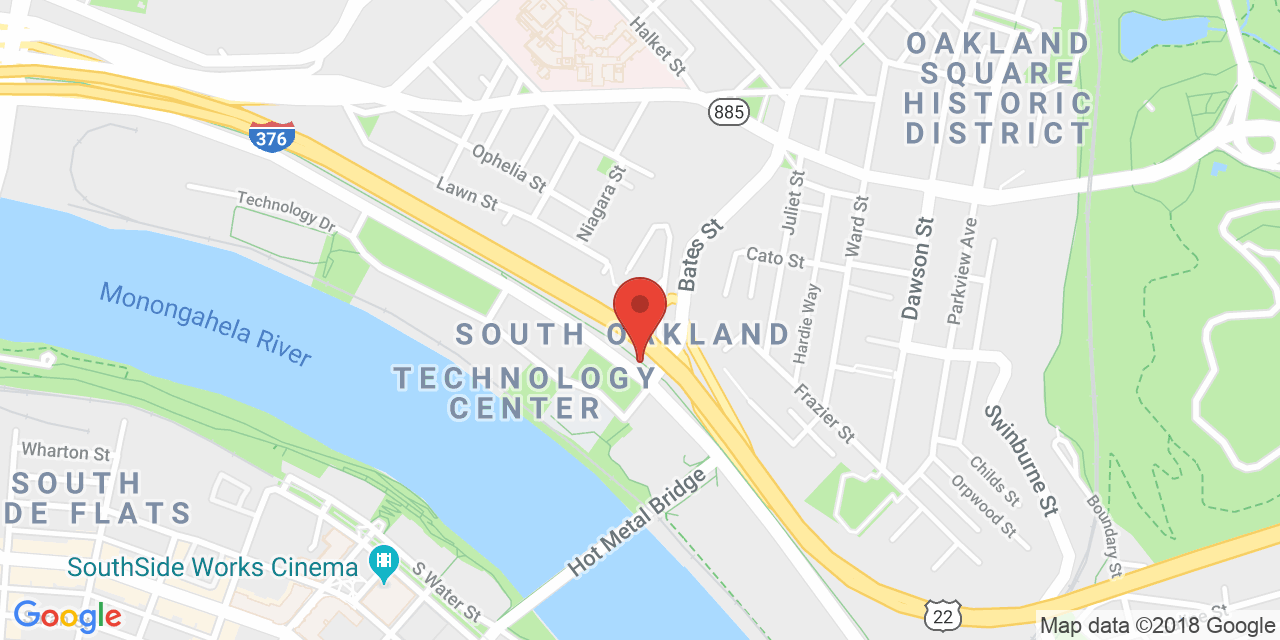 Halket St
OAKLAND
SQUARE
HISTORIC
DISTRICT
885
376
Ophelia St
Lawn St
Niagara St
Technology Dr
Juliet St
Ward St
Bates St
Cato St
Dawson St
Parkview Ave
Hardie Way
Monongahela River
SOUTH OAKLAND
TECHNOLOGY
CENTER
Frazier St
Swinburne St
Wharton St
SOUTH
DE FLATS
Childs St
Orpwood St
Boundary St
Hot Metal Bridge
SouthSide Works Cinema
S Water St
22
Google
St
Map data ©2018 Google